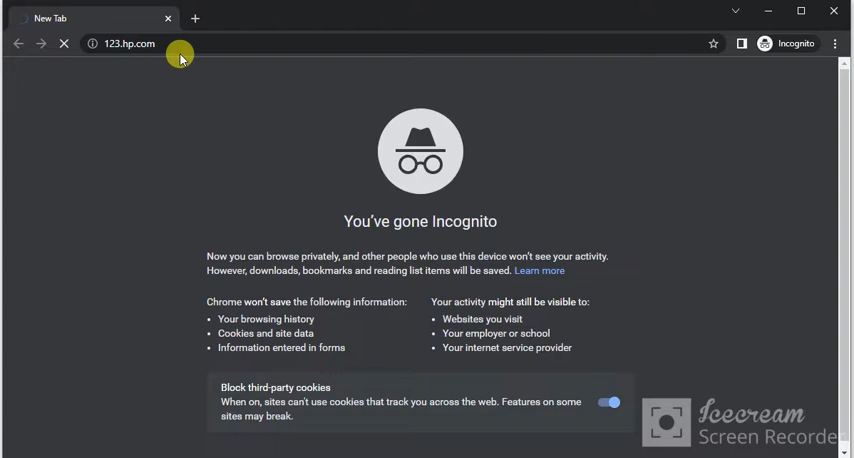 New Tab
123.hp.com
Incognito
You've gone Incognito
Now you can browse privately, and other people who use this device won't see your activity.
However, downloads, bookmarks and reading list items will be saved. Learn more
Chrome won't save the following information:
• Your browsing history
• Cookies and site data
• Information entered in forms
Your activity might still be visible to:
• Websites you visit
• Your employer or school
• Your internet service provider
Block third-party cookies
When on, sites can't use cookies that track you across the web. Features on some
sites may break.
Icecream
Screen Recorder